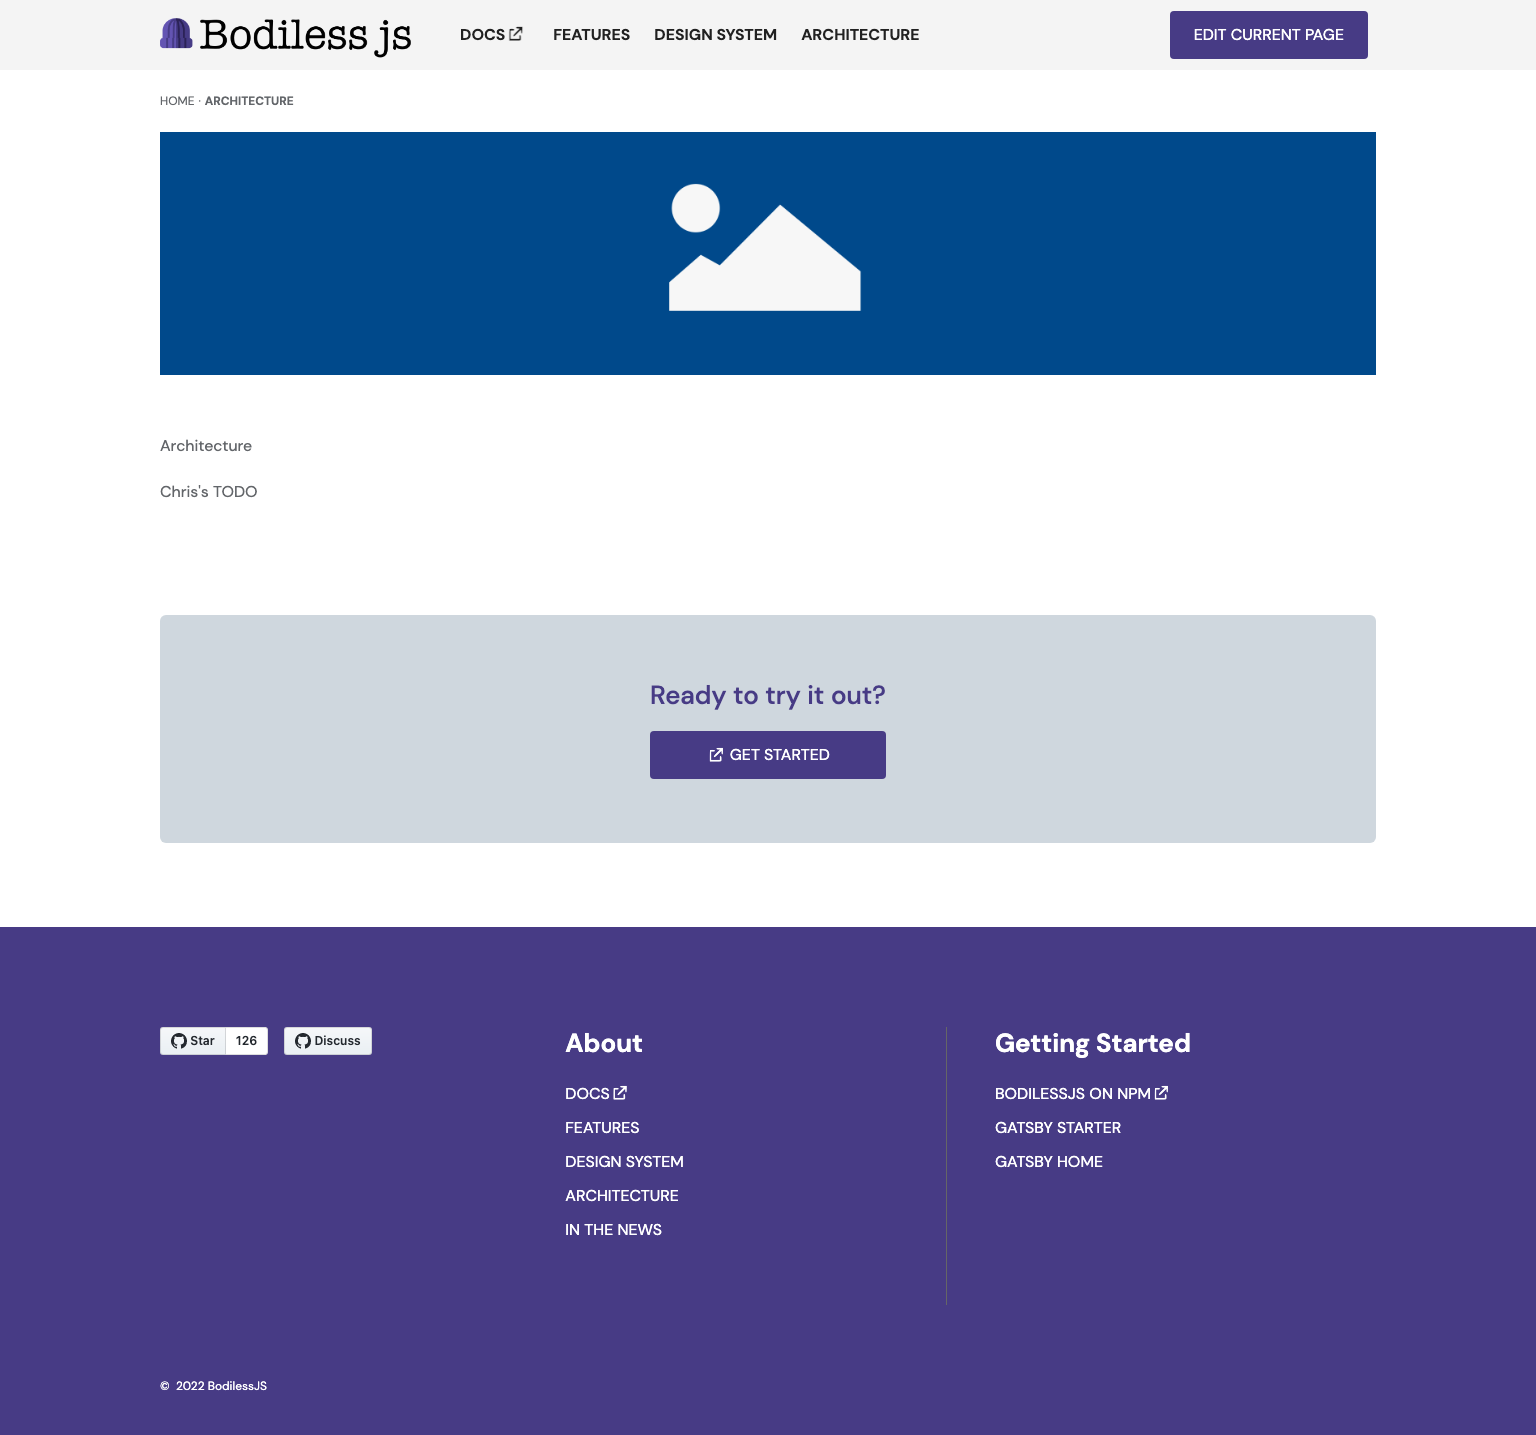 Bodiless js
DOCS
FEATURES
DESIGN SYSTEM
ARCHITECTURE
EDIT CURRENT PAGE
HOME · ARCHITECTURE
Architecture
Chris's TODO
Ready to try it out?
GET STARTED
Star
126
Discuss
About
DOCS
FEATURES
DESIGN SYSTEM
ARCHITECTURE
IN THE NEWS
Getting Started
BODILESSJS ON NPM
GATSBY STARTER
GATSBY HOME
© 2022 BodilessJS